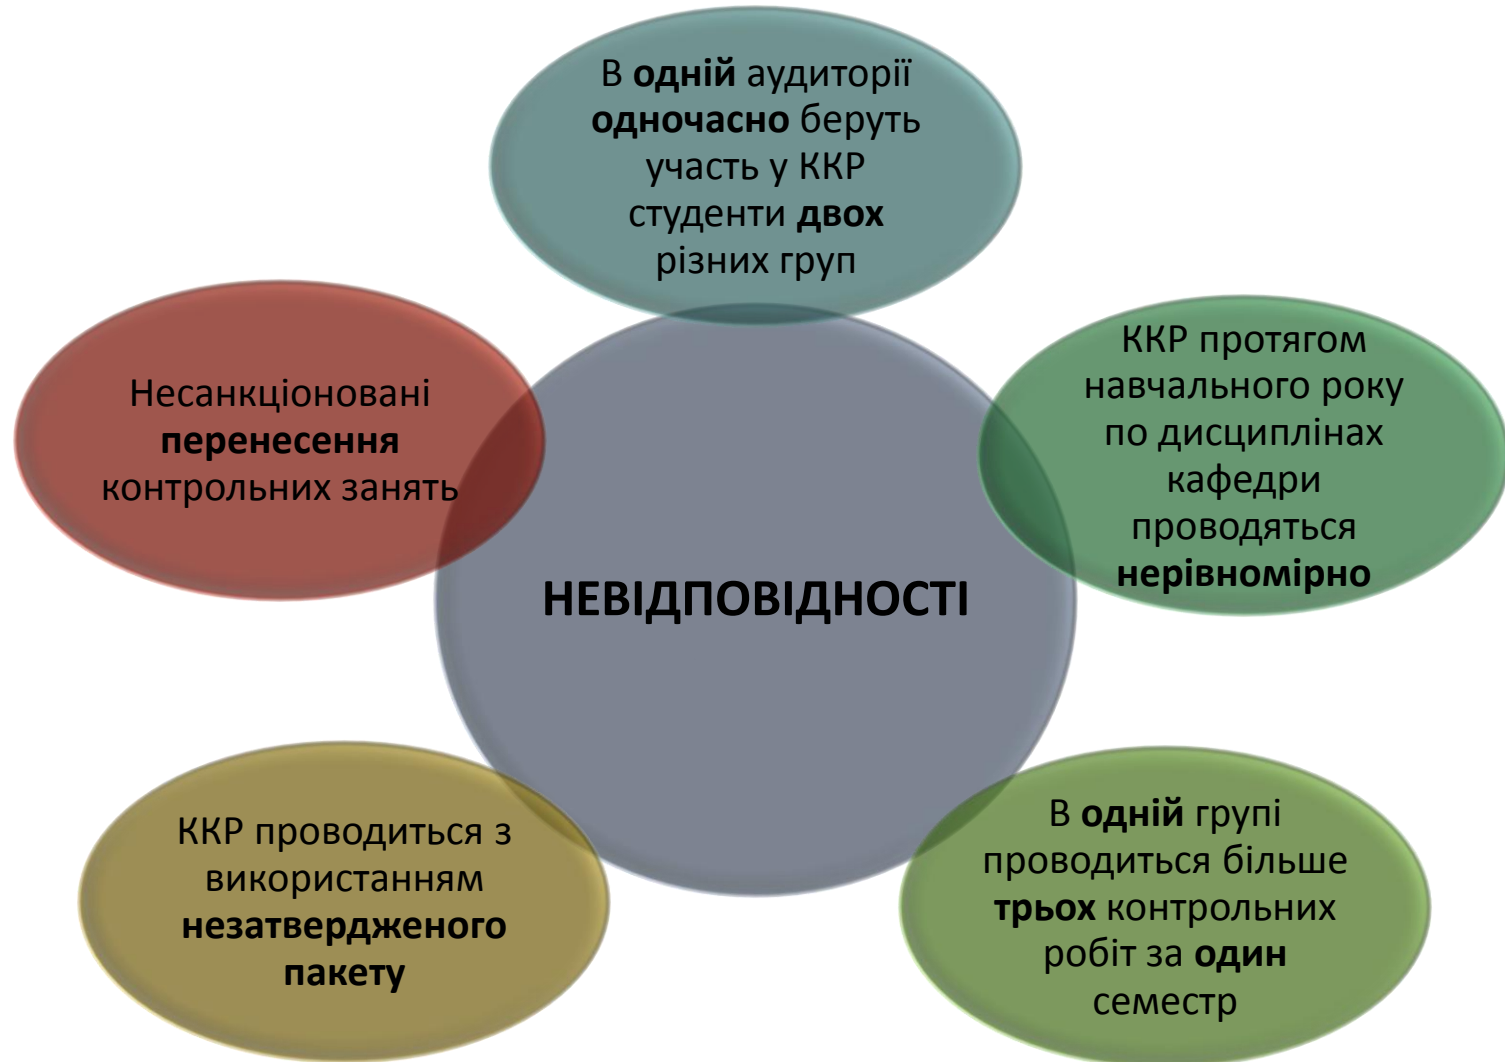 В одній аудиторії
одночасно беруть
участь у ККР
студенти двох
різних груп
Несанкціоновані
перенесення
контрольних занять
ККР протягом
навчального року
по дисциплінах
кафедри
проводяться
нерівномірно
НЕВІДПОВІДНОСТІ
ККР проводиться з
використанням
незатвердженого
пакету
В одній групі
проводиться більше
трьох контрольних
робіт за один
семестр